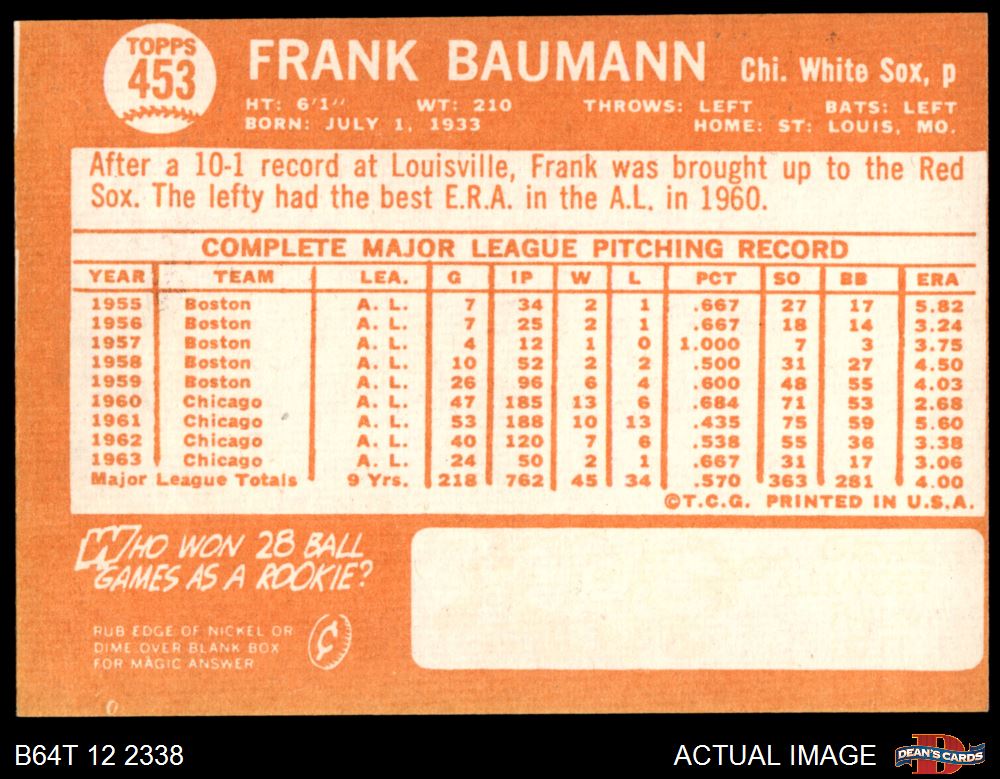 TOPPS
453
FRANK BAUMANN Chi. White Sox, p
HT: 6'1" WT: 210 THROWS: LEFT BATS: LEFT
BORN: JULY 1, 1933 HOME: ST: LOUIS, MO.
After a 10-1 record at Louisville, Frank was brought up to the Red
Sox. The lefty had the best E.R.A. in the A.L. in 1960.
COMPLETE MAJOR LEAGUE PITCHING RECORD
YEAR TEAM LEA. G IP W L PCT SO BB ERA
1955 Boston A. L. 7 34 2 1 .667 27 17 5.82
1956 Boston A. L. 7 25 2 1 .667 18 14 3.24
1957 Boston A. L. 4 12 1 0 1.000 7 3 3.75
1958 Boston A. L. 10 52 2 2 .500 31 27 4.50
1959 Boston A. L. 26 96 6 4 .600 48 55 4.03
1960 Chicago A. L. 47 185 13 6 .684 71 53 2.68
1961 Chicago A. L. 53 188 10 13 .435 75 59 5.60
1962 Chicago A. L. 40 120 7 6 .538 55 36 3.38
1963 Chicago A. L. 24 50 2 1 .667 31 17 3.06
Major League Totals 9 Yrs. 218 762 45 34 .570 363 281 4.00
©T.C.G. PRINTED IN U.S.A.
WHO WON 28 BALL
GAMES AS A ROOKIE?
RUB EDGE OF NICKEL OR
DIME OVER BLANK BOX
FOR MAGIC ANSWER
¢
B64T 12 2338 ACTUAL IMAGE DEAN'S CARDS